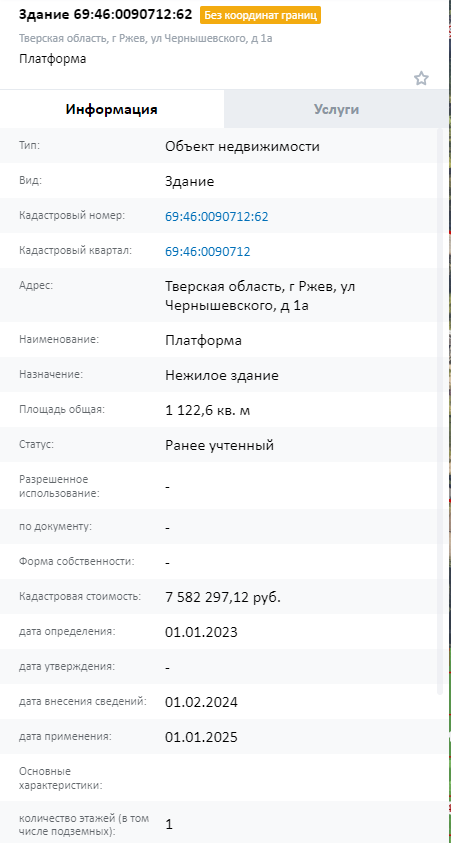 Здание 69:46:0090712:62 Без координат границ
Тверская область, г Ржев, ул Чернышевского, д 1а
Платформа
Информация Услуги
Тип: Объект недвижимости
Вид: Здание
Кадастровый номер: 69:46:0090712:62
Кадастровый квартал: 69:46:0090712
Адрес: Тверская область, г Ржев, ул
Чернышевского, д 1а
Наименование: Платформа
Назначение: Нежилое здание
Площадь общая: 1 122,6 кв. м
Статус: Ранее учтенный
Разрешенное
использование: -
по документу: -
Форма собственности: -
Кадастровая стоимость: 7 582 297,12 руб.
дата определения: 01.01.2023
дата утверждения: -
дата внесения сведений: 01.02.2024
дата применения: 01.01.2025
Основные
характеристики:
количество этажей (в том
числе подземных): 1